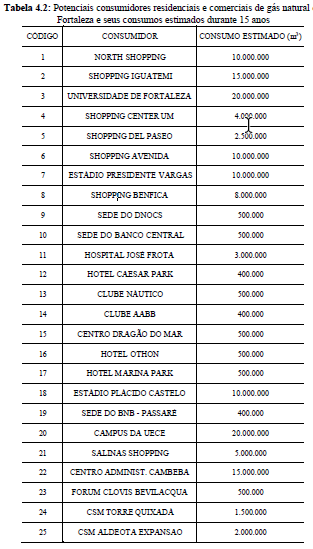 Tabela 4.2: Potenciais consumidores residenciais e comerciais de gás natural
Fortaleza e seus consumos estimados durante 15 anos
CÓDIGO CONSUMIDOR CONSUMO ESTIMADO (m³)
1 NORTH SHOPPING 10.000.000
2 SHOPPING IGUATEMI 15.000.000
3 UNIVERSIDADE DE FORTALEZA 20.000.000
4 SHOPPING CENTER UM 4.000.000
5 SHOPPING DEL PASEO 2.500.000
6 SHOPPING AVENIDA 10.000.000
7 ESTÁDIO PRESIDENTE VARGAS 10.000.000
8 SHOPPING BENFICA 8.000.000
9 SEDE DO DNOCS 500.000
10 SEDE DO BANCO CENTRAL 500.000
11 HOSPITAL JOSÉ FROTA 3.000.000
12 HOTEL CAESAR PARK 400.000
13 CLUBE NÁUTICO 500.000
14 CLUBE AABB 400.000
15 CENTRO DRAGÃO DO MAR 500.000
16 HOTEL OTHON 500.000
17 HOTEL MARINA PARK 500.000
18 ESTÁDIO PLÁCIDO CASTELO 10.000.000
19 SEDE DO BNB - PASSARÉ 400.000
20 CAMPUS DA UECE 20.000.000
21 SALINAS SHOPPING 5.000.000
22 CENTRO ADMINIST. CAMBEBA 15.000.000
23 FORUM CLOVIS BEVILACQUA 500.000
24 CSM TORRE QUIXADÁ 1.500.000
25 CSM ALDEOTA EXPANSÃO 2.000.000